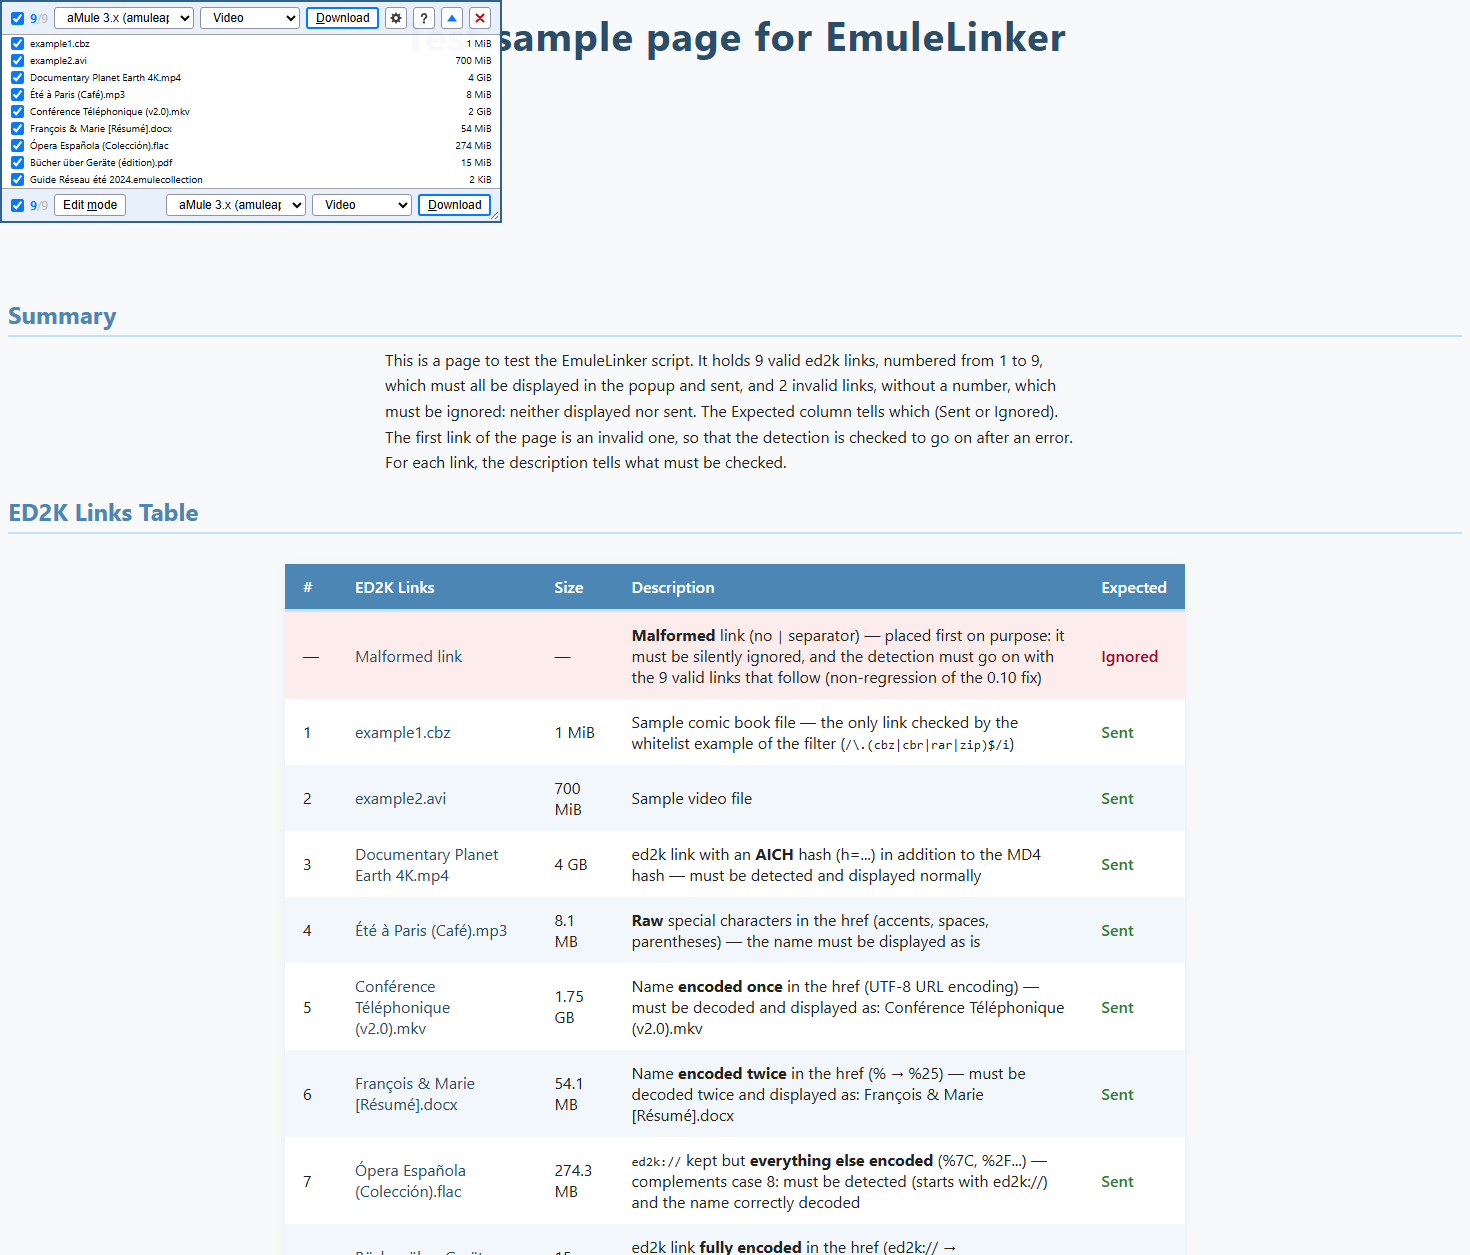 9/9 aMule 3.x (amuleap Video Download ?
example1.cbz 1 MiB
example2.avi 700 MiB
Documentary Planet Earth 4K.mp4 4 GiB
Été à Paris (Café).mp3 8 MiB
Conférence Téléphonique (v2.0).mkv 2 GiB
François & Marie [Résumé].docx 54 MiB
Ópera Española (Colección).flac 274 MiB
Bücher über Geräte (édition).pdf 15 MiB
Guide Réseau été 2024.emulecollection 2 KiB
9/9 Edit mode aMule 3.x (amuleap Video Download
sample page for EmuleLinker
Summary
This is a page to test the EmuleLinker script. It holds 9 valid ed2k links, numbered from 1 to 9,
which must all be displayed in the popup and sent, and 2 invalid links, without a number, which
must be ignored: neither displayed nor sent. The Expected column tells which (Sent or Ignored).
The first link of the page is an invalid one, so that the detection is checked to go on after an error.
For each link, the description tells what must be checked.
ED2K Links Table
# ED2K Links Size Description Expected
— Malformed link — Malformed link (no | separator) — placed first on purpose: it
must be silently ignored, and the detection must go on with
the 9 valid links that follow (non-regression of the 0.10 fix) Ignored
1 example1.cbz 1 MiB Sample comic book file — the only link checked by the
whitelist example of the filter (/\.(cbz|cbr|rar|zip)$/i) Sent
2 example2.avi 700
MiB Sample video file Sent
3 Documentary Planet
Earth 4K.mp4 4 GB ed2k link with an AICH hash (h=...) in addition to the MD4
hash — must be detected and displayed normally Sent
4 Été à Paris (Café).mp3 8.1
MB Raw special characters in the href (accents, spaces,
parentheses) — the name must be displayed as is Sent
5 Conférence
Téléphonique
(v2.0).mkv 1.75
GB Name encoded once in the href (UTF-8 URL encoding) —
must be decoded and displayed as: Conférence Téléphonique
(v2.0).mkv Sent
6 François & Marie
[Résumé].docx 54.1
MB Name encoded twice in the href (% → %25) — must be
decoded twice and displayed as: François & Marie
[Résumé].docx Sent
7 Ópera Española
(Colección).flac 274.3
MB ed2k:// kept but everything else encoded (%7C, %2F...) —
complements case 8: must be detected (starts with ed2k://)
and the name correctly decoded Sent
ed2k link fully encoded in the href (ed2k:// →